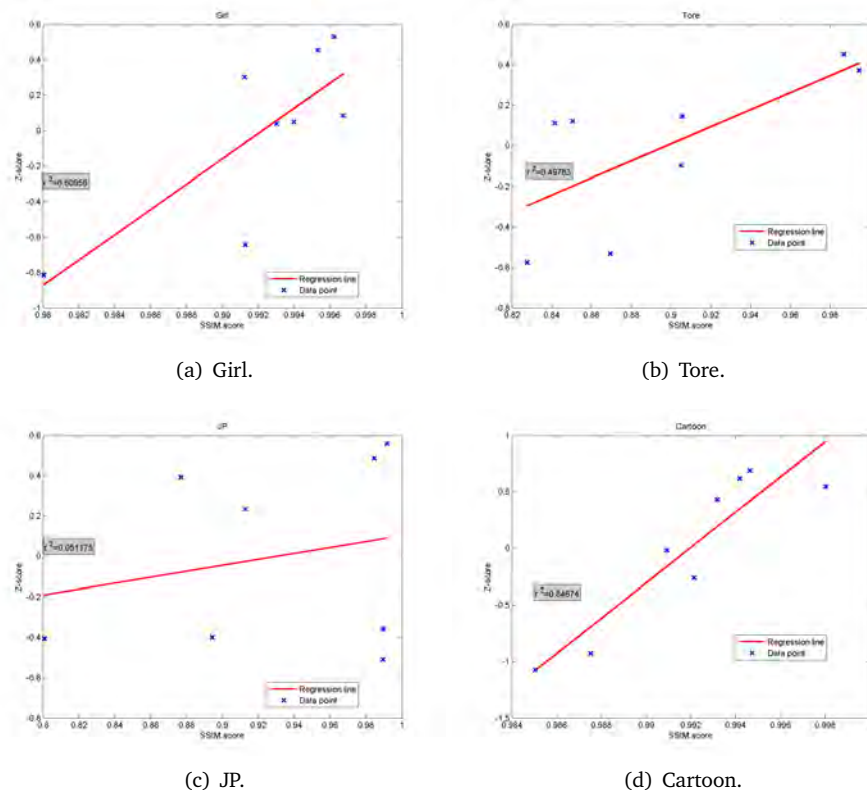 Girl
Z-score
0.6
0.4
0.2
0
-0.2
-0.4
-0.6
-0.8
-1
Regression line
Data point
0.98 0.982 0.984 0.986 0.988 0.99 0.992 0.994 0.996 0.998 1
SSIM.score
(a) Girl.
Tore
Z-score
0.6
0.4
0.2
0
-0.2
-0.4
-0.6
-0.8
r²=0.49783
Regression line
Data point
0.82 0.84 0.86 0.88 0.9 0.92 0.94 0.96 0.98
SSIM.score
(b) Tore.
JP
Z-score
0.6
0.4
0.2
0
-0.2
-0.4
-0.6
-0.8
r²=0.051175
Regression line
Data point
0.8 0.82 0.84 0.86 0.88 0.9 0.92 0.94 0.96 0.98 1
SSIM.score
(c) JP.
Cartoon
Z-score
1
0.5
0
-0.5
-1
-1.5
r²=0.84674
Regression line
Data point
0.984 0.986 0.988 0.99 0.992 0.994 0.996 0.998
SSIM.score
(d) Cartoon.